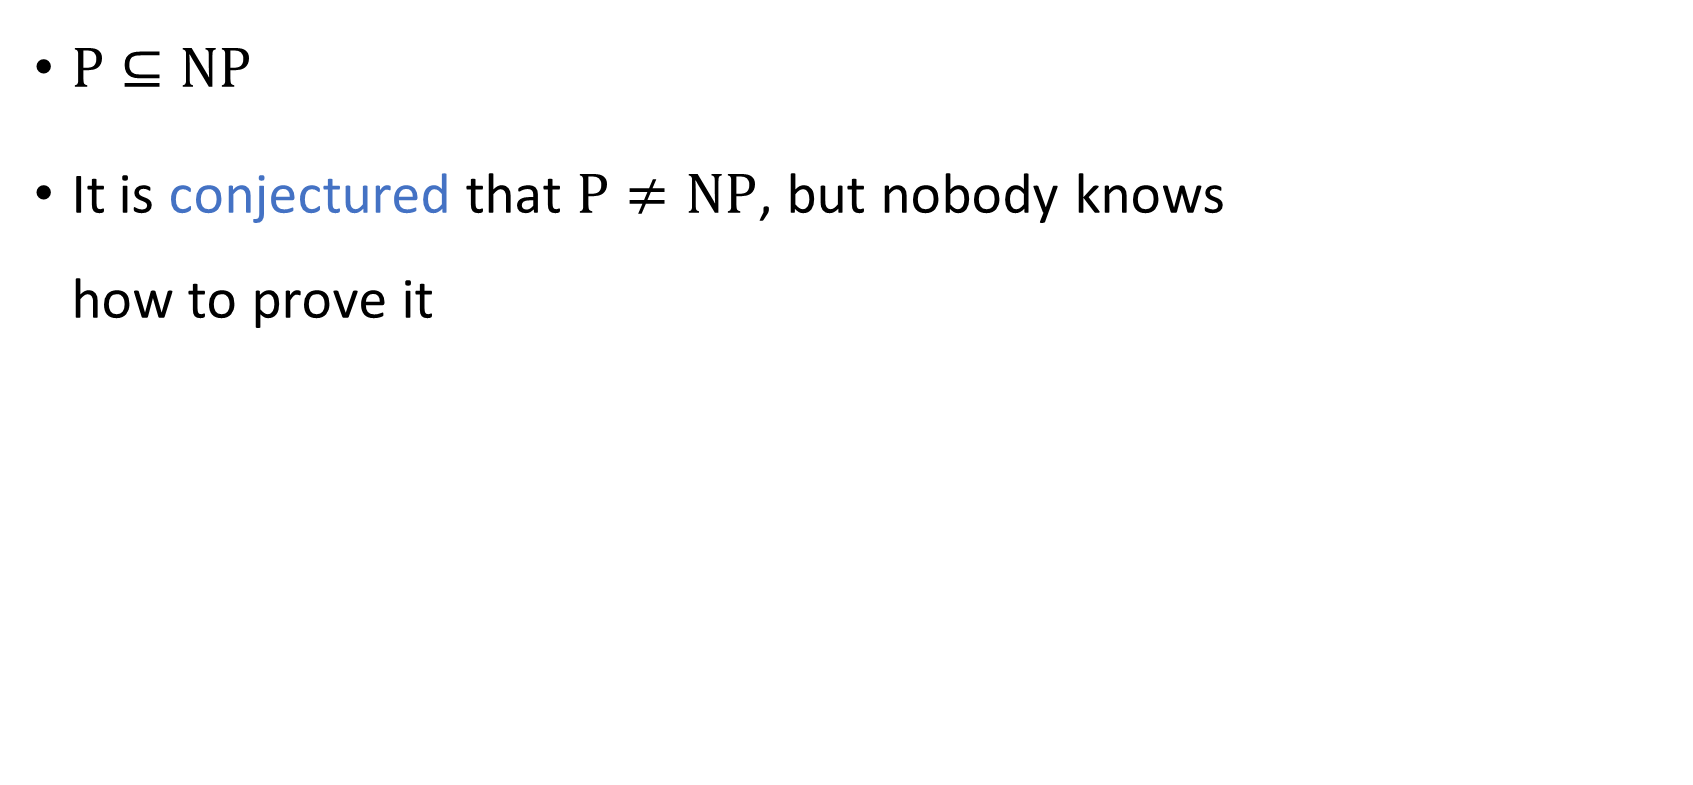 • P ⊆ NP
• It is conjectured that P ≠ NP, but nobody knows
how to prove it